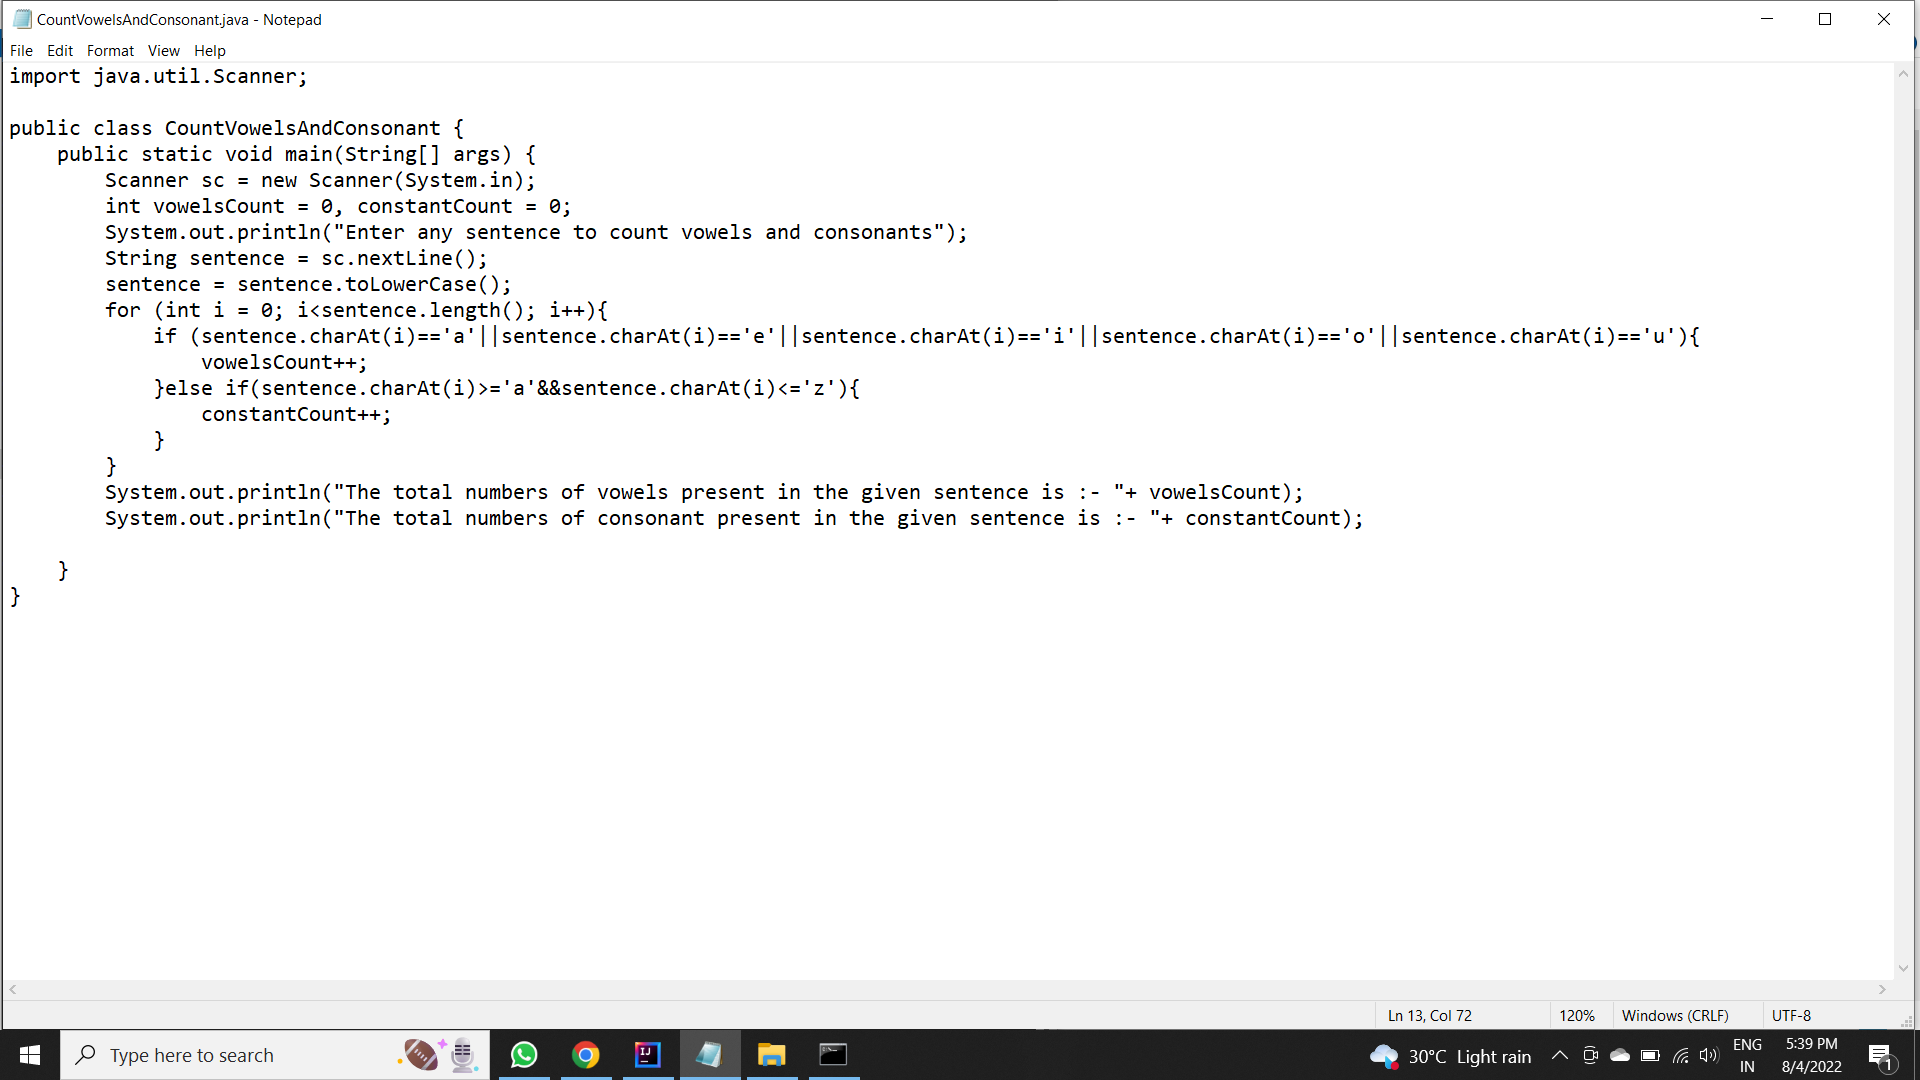 CountVowelsAndConsonant.java - Notepad
File Edit Format View Help
import java.util.Scanner;
public class CountVowelsAndConsonant {
    public static void main(String[] args) {
        Scanner sc = new Scanner(System.in);
        int vowelsCount = 0, constantCount = 0;
        System.out.println("Enter any sentence to count vowels and consonants");
        String sentence = sc.nextLine();
        sentence = sentence.toLowerCase();
        for (int i = 0; i<sentence.length(); i++){
            if (sentence.charAt(i)=='a'||sentence.charAt(i)=='e'||sentence.charAt(i)=='i'||sentence.charAt(i)=='o'||sentence.charAt(i)=='u'){
                vowelsCount++;
            }else if(sentence.charAt(i)>='a'&&sentence.charAt(i)<='z'){
                constantCount++;
            }
        }
        System.out.println("The total numbers of vowels present in the given sentence is :- "+ vowelsCount);
        System.out.println("The total numbers of consonant present in the given sentence is :- "+ constantCount);
    }
}
Ln 13, Col 72 120% Windows (CRLF) UTF-8
Type here to search IJ 30°C Light rain ENG 5:39 PM
IN 8/4/2022 1